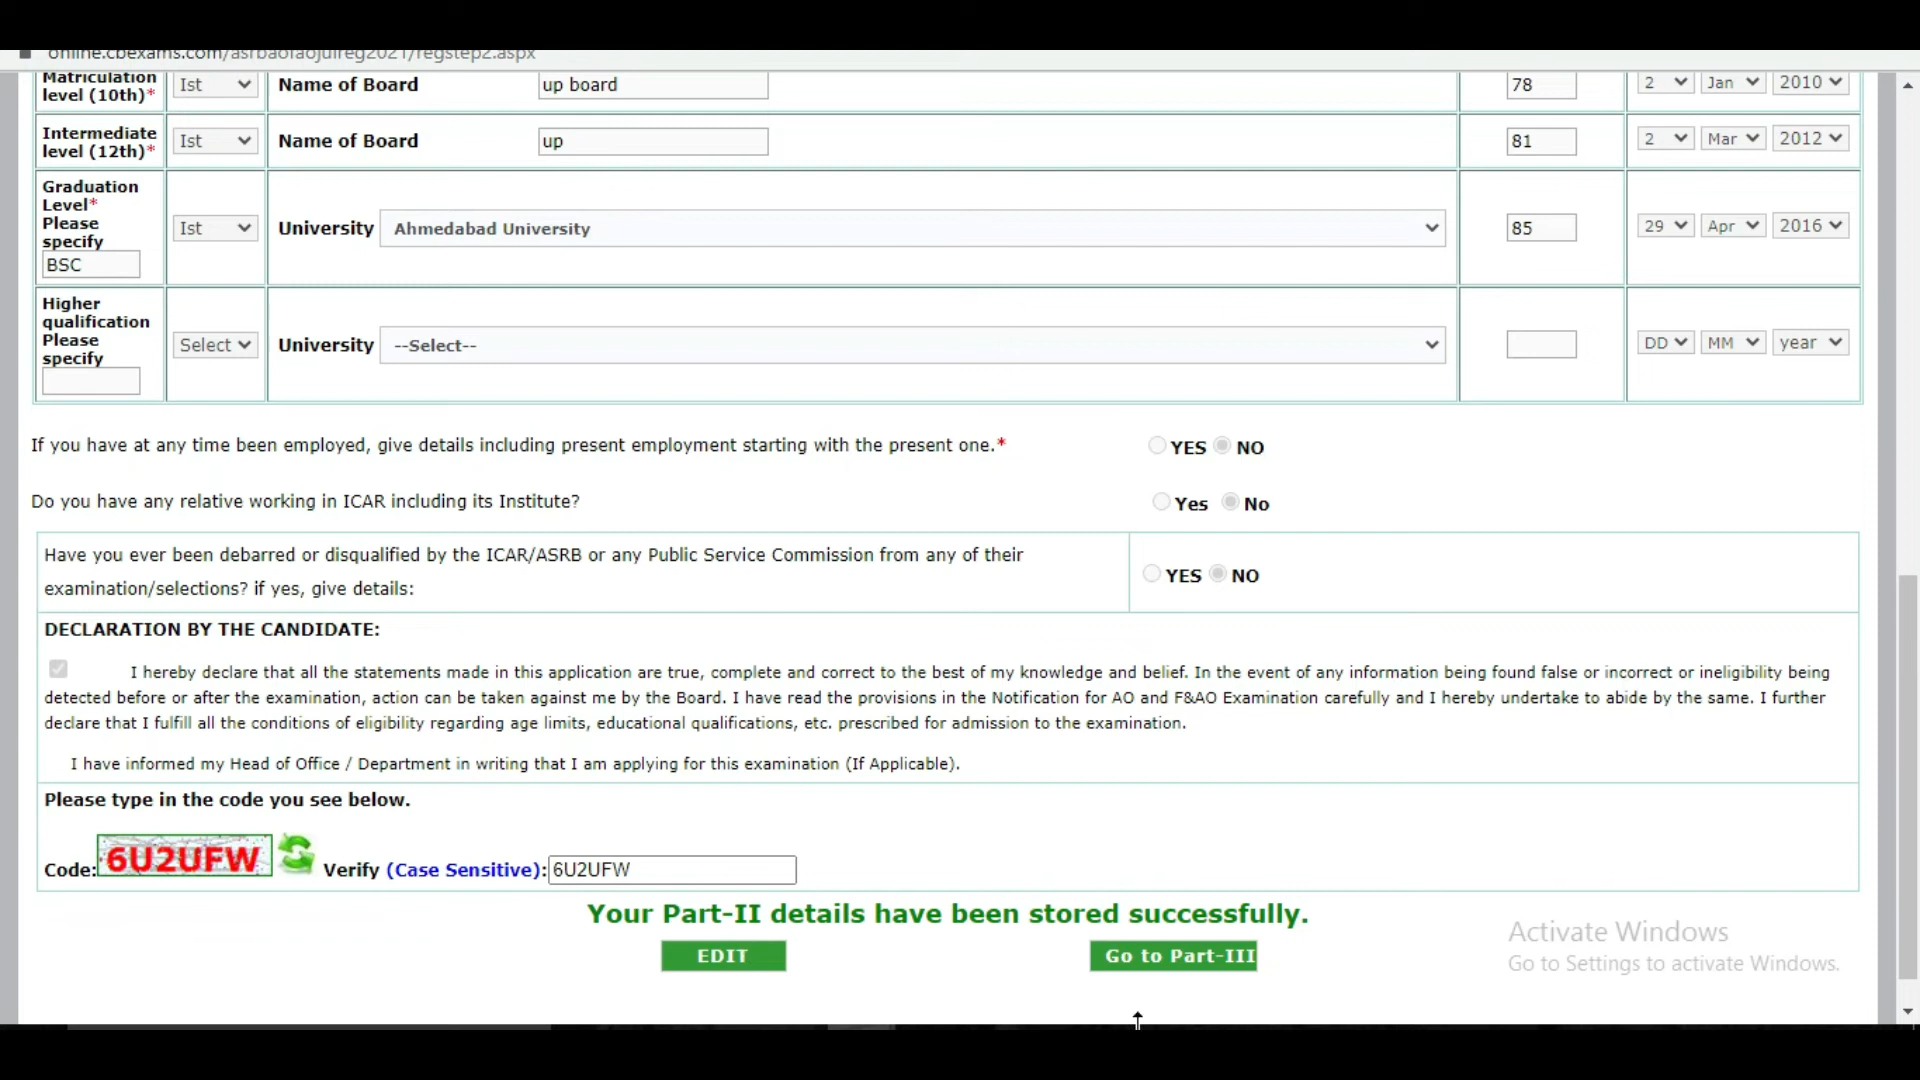 online.cbexams.com/asrbaofaojulreg2021/regstep2.aspx
Matriculation level (10th)* Ist Name of Board up board 78 2 Jan 2010
Intermediate level (12th)* Ist Name of Board up 81 2 Mar 2012
Graduation
Level*
Please
specify
BSC
Ist University Ahmedabad University 85 29 Apr 2016
Higher
qualification
Please
specify
Select University --Select-- DD MM year
If you have at any time been employed, give details including present employment starting with the present one.* YES NO
Do you have any relative working in ICAR including its Institute? Yes No
Have you ever been debarred or disqualified by the ICAR/ASRB or any Public Service Commission from any of their
examination/selections? if yes, give details:
YES NO
DECLARATION BY THE CANDIDATE:
I hereby declare that all the statements made in this application are true, complete and correct to the best of my knowledge and belief. In the event of any information being found false or incorrect or ineligibility being
detected before or after the examination, action can be taken against me by the Board. I have read the provisions in the Notification for AO and F&AO Examination carefully and I hereby undertake to abide by the same. I further
declare that I fulfill all the conditions of eligibility regarding age limits, educational qualifications, etc. prescribed for admission to the examination.
I have informed my Head of Office / Department in writing that I am applying for this examination (If Applicable).
Please type in the code you see below.
Code: 6U2UFW Verify (Case Sensitive): 6U2UFW
Your Part-II details have been stored successfully.
EDIT Go to Part-III
Activate Windows
Go to Settings to activate Windows.